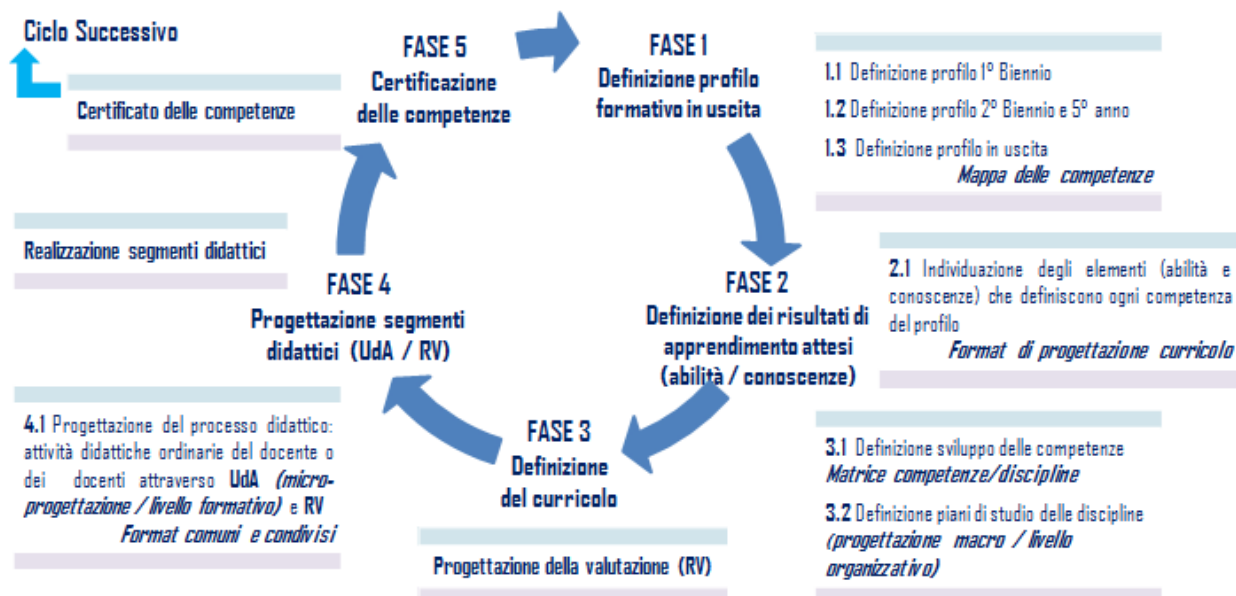 Ciclo Successivo
Certificato delle competenze
FASE 5
Certificazione
delle competenze
FASE 1
Definizione profilo
formativo in uscita
1.1 Definizione profilo 1° Biennio
1.2 Definizione profilo 2° Biennio e 5° anno
1.3 Definizione profilo in uscita
Mappa delle competenze
Realizzazione segmenti didattici
FASE 4
Progettazione segmenti
didattici (UdA / RV)
FASE 2
Definizione dei risultati di
apprendimento attesi
(abilità / conoscenze)
2.1 Individuazione degli elementi (abilità e
conoscenze) che definiscono ogni competenza
del profilo
Format di progettazione curricolo
4.1 Progettazione del processo didattico:
attività didattiche ordinarie del docente o
dei docenti attraverso UdA (micro-
progettazione / livello formativo) e RV
Format comuni e condivisi
FASE 3
Definizione
del curricolo
3.1 Definizione sviluppo delle competenze
Matrice competenze/discipline
3.2 Definizione piani di studio delle discipline
(progettazione macro / livello
organizzativo)
Progettazione della valutazione (RV)